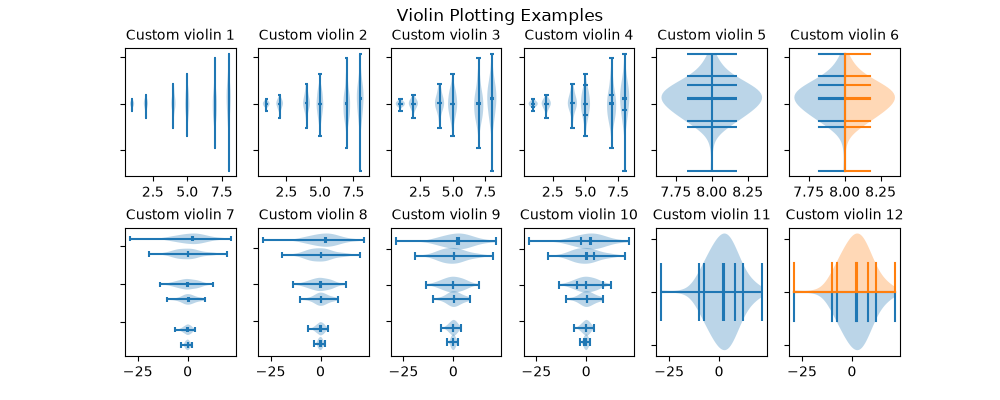 Violin Plotting Examples
Custom violin 1 Custom violin 2 Custom violin 3 Custom violin 4 Custom violin 5 Custom violin 6
2.5 5.0 7.5 2.5 5.0 7.5 2.5 5.0 7.5 2.5 5.0 7.5 7.75 8.00 8.25 7.75 8.00 8.25
Custom violin 7 Custom violin 8 Custom violin 9 Custom violin 10 Custom violin 11 Custom violin 12
−25 0 −25 0 −25 0 −25 0 −25 0 −25 0